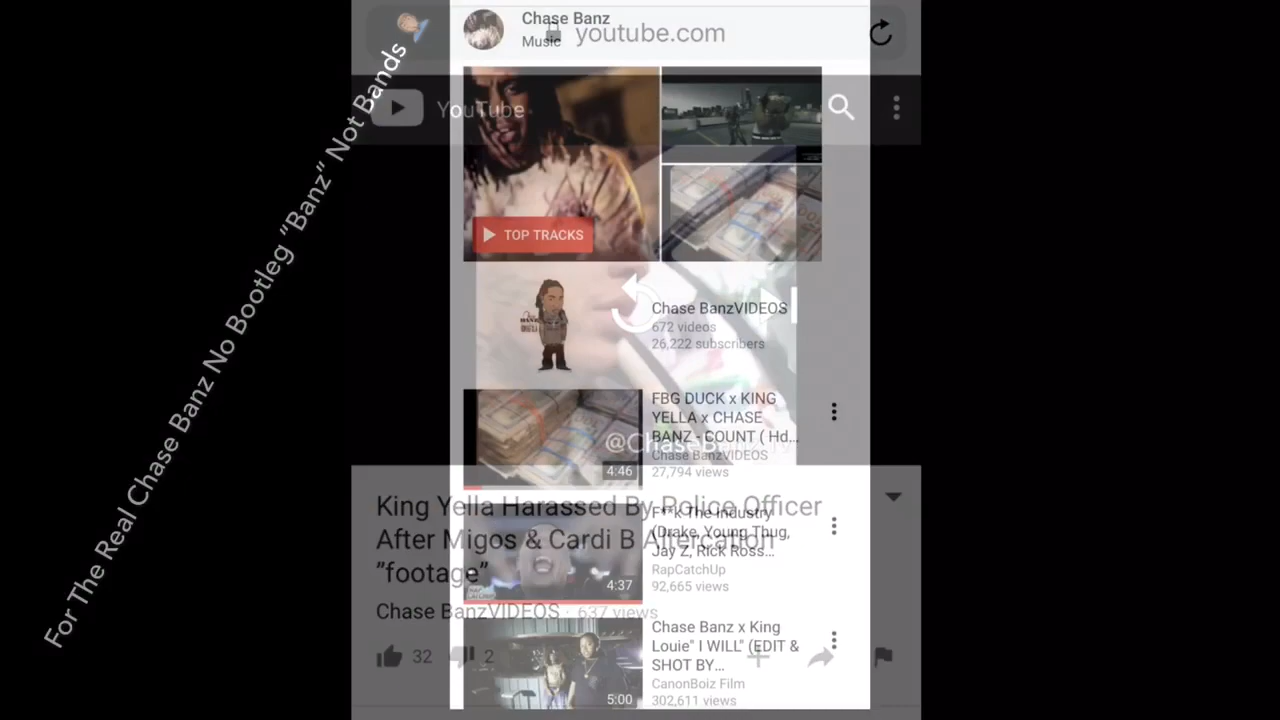 For The Real Chase Banz No Bootleg "Banz" Not Bands
Chase Banz
Music
youtube.com
YouTube
TOP TRACKS
Chase BanzVIDEOS
672 videos
26,222 subscribers
FBG DUCK x KING
YELLA x CHASE
BANZ - COUNT ( Hd...
Chase BanzVIDEOS
27,794 views
4:46
King Yella Harassed By Police Officer
After Migos & Cardi B Altercation
"footage"
Chase BanzVIDEOS · 637 views
32
2
F**k The Industry
(Drake, Young Thug,
Jay Z, Rick Ross...
RapCatchUp
92,665 views
4:37
Chase Banz x King
Louie" I WILL" (EDIT &
SHOT BY...
CanonBoiz Film
302,611 views
5:00